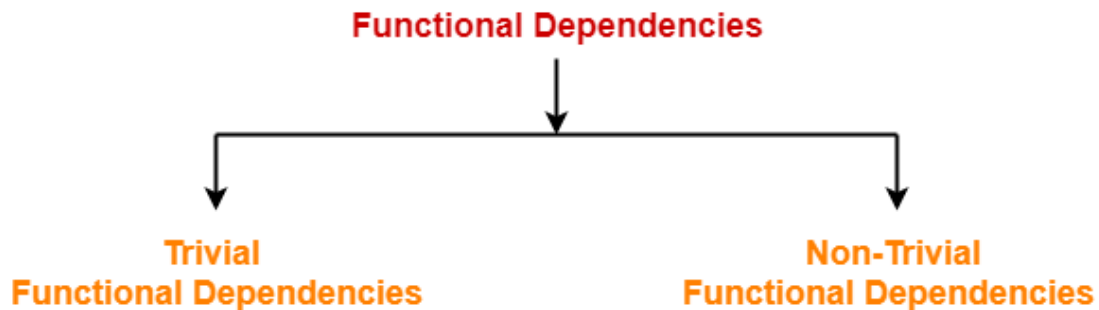 Functional Dependencies
Trivial
Functional Dependencies
Non-Trivial
Functional Dependencies